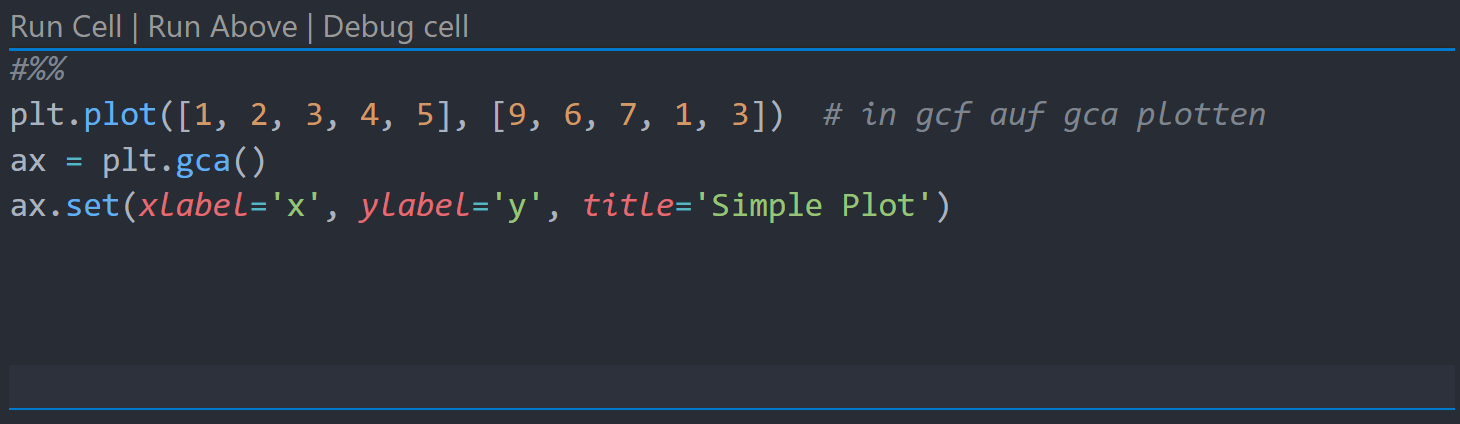 Run Cell | Run Above | Debug cell
#%%
plt.plot([1, 2, 3, 4, 5], [9, 6, 7, 1, 3])  # in gcf auf gca plotten
ax = plt.gca()
ax.set(xlabel='x', ylabel='y', title='Simple Plot')